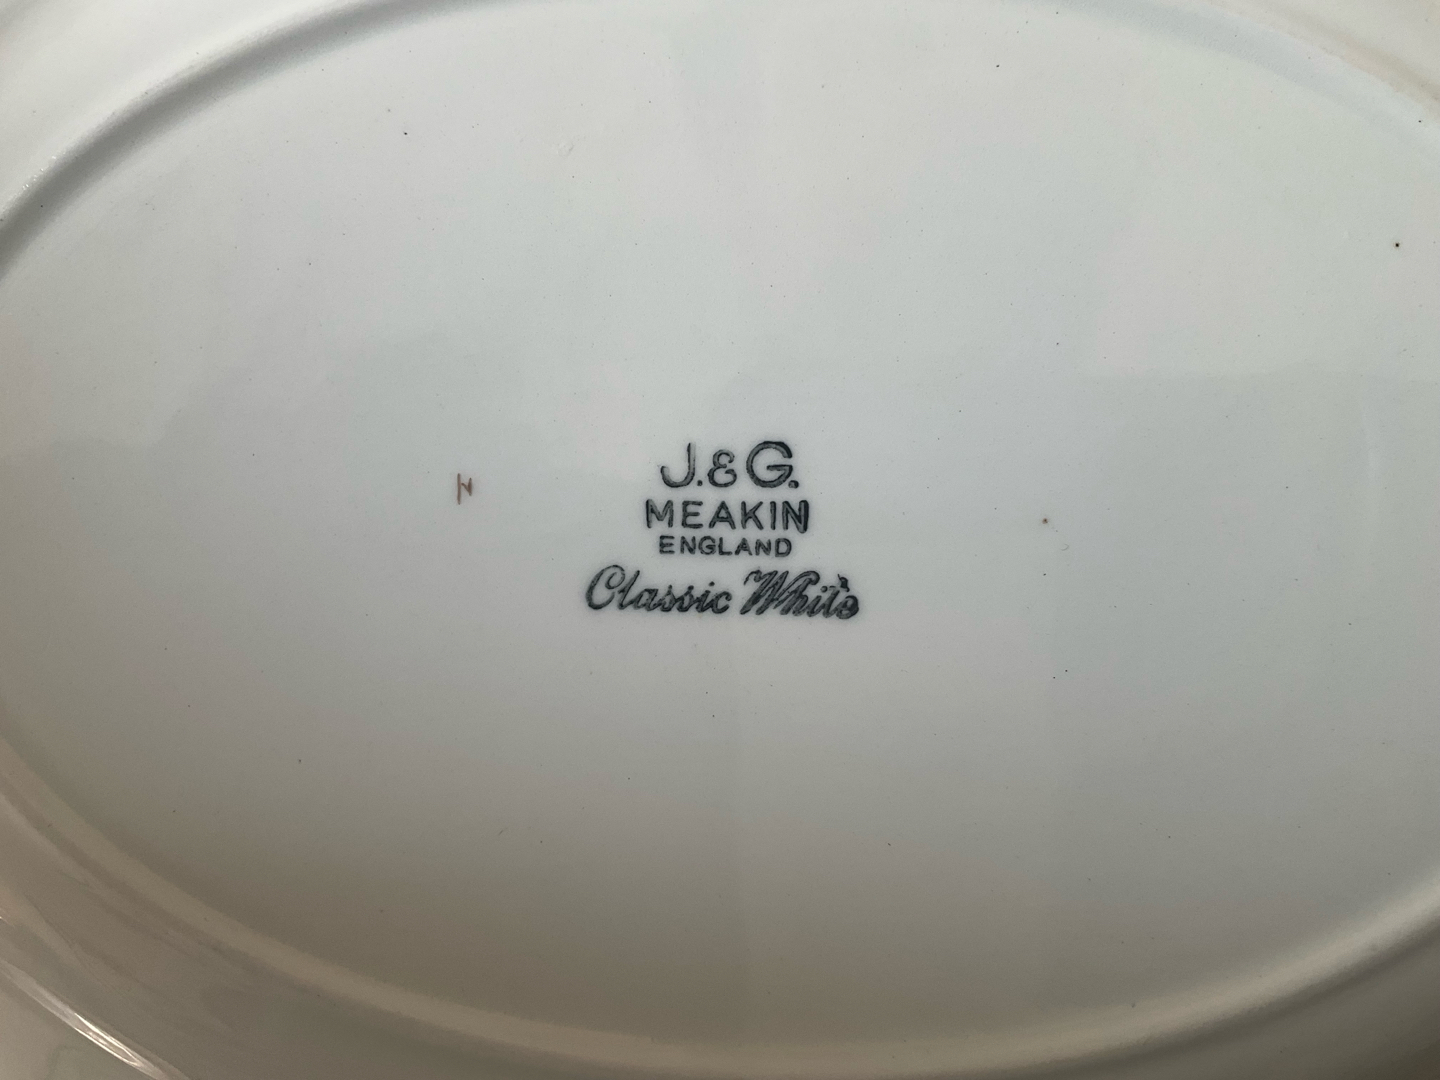 J.&G.
MEAKIN
ENGLAND
Classic White